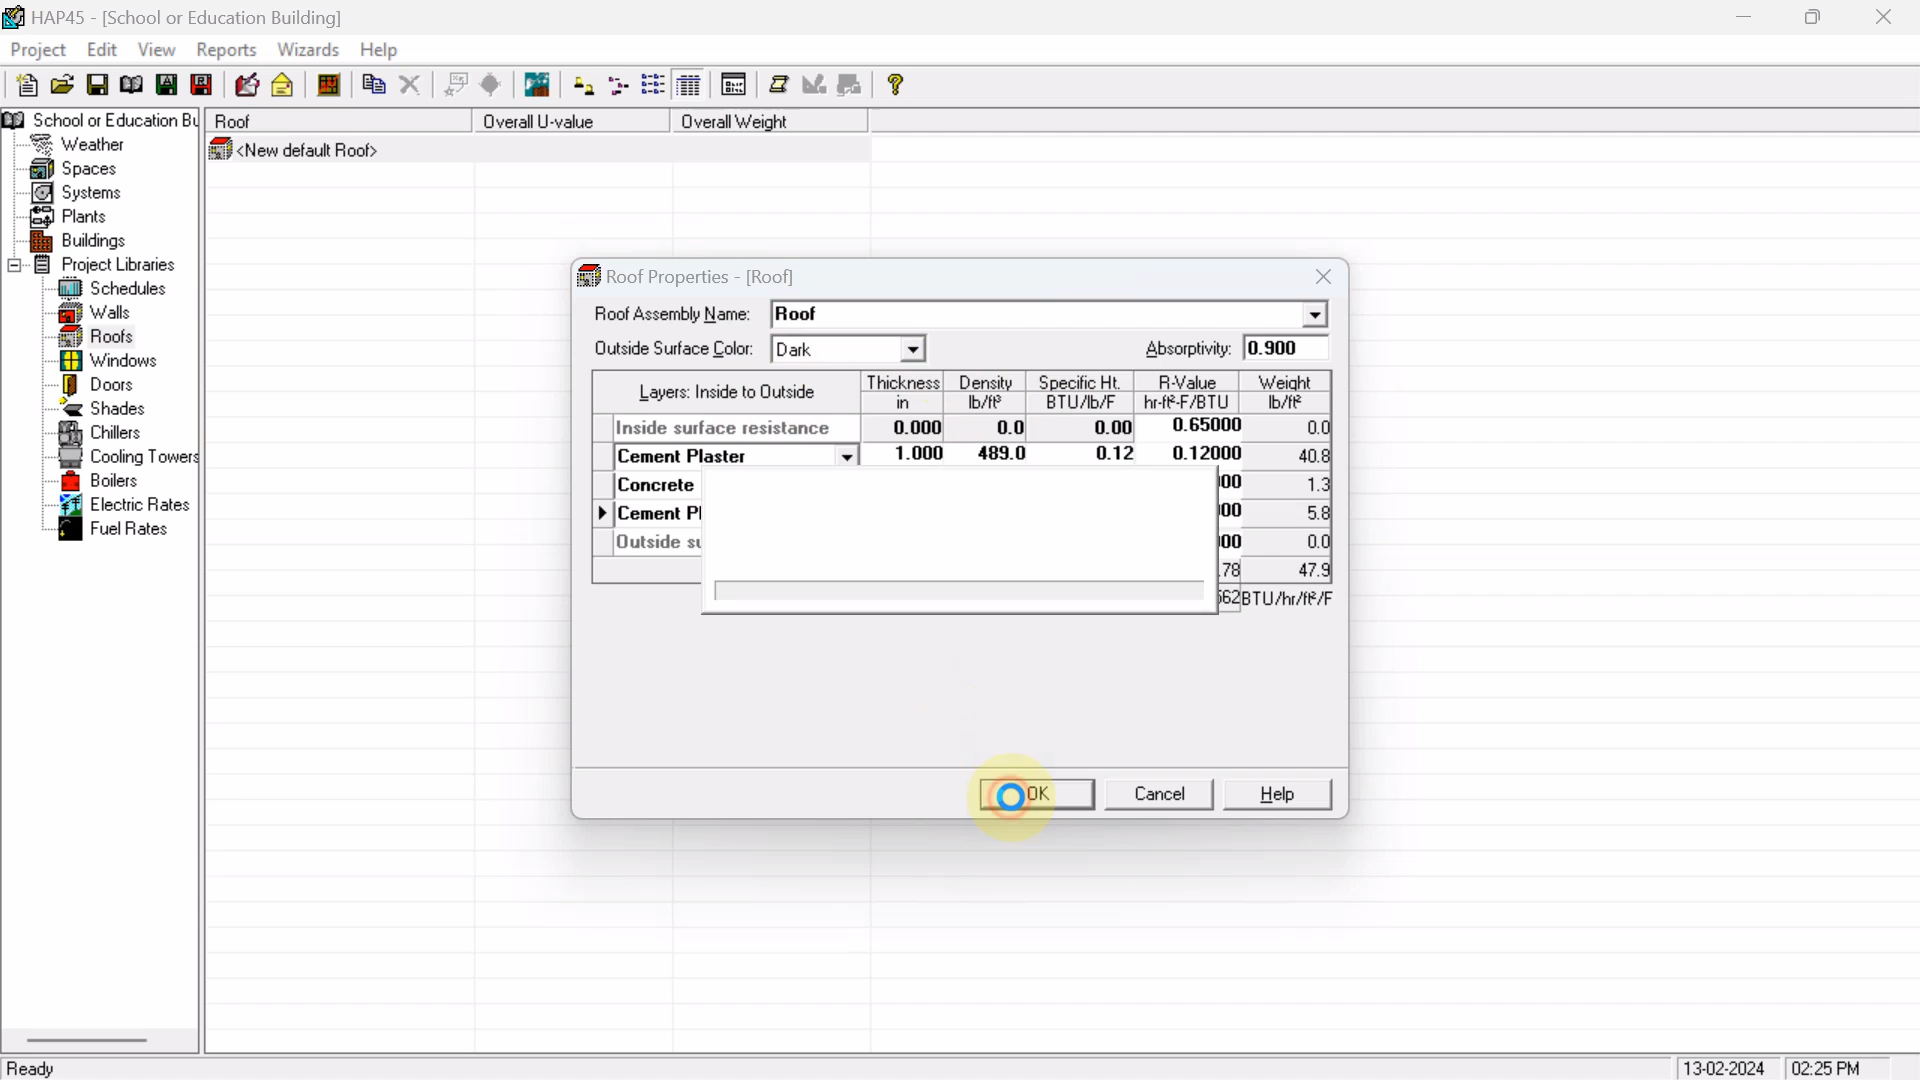 HAP45 - [School or Education Building]
Project Edit View Reports Wizards Help
School or Education Bu
Weather
Spaces
Systems
Plants
Buildings
Project Libraries
Schedules
Walls
Roofs
Windows
Doors
Shades
Chillers
Cooling Towers
Boilers
Electric Rates
Fuel Rates
Roof Overall U-value Overall Weight
<New default Roof>
Roof Properties - [Roof]
Roof Assembly Name: Roof
Outside Surface Color: Dark Absorptivity: 0.900
Layers: Inside to Outside Thickness Density Specific Ht. R-Value Weight
in lb/ft³ BTU/lb/F hr-ft²-F/BTU lb/ft²
Inside surface resistance 0.000 0.0 0.00 0.65000 0.0
Cement Plaster 1.000 489.0 0.12 0.12000 40.8
Concrete 00 1.3
Cement Pl 00 5.8
Outside su 00 0.0
.78 47.9
562 BTU/hr/ft²/F
OK Cancel Help
Ready 13-02-2024 02:25 PM